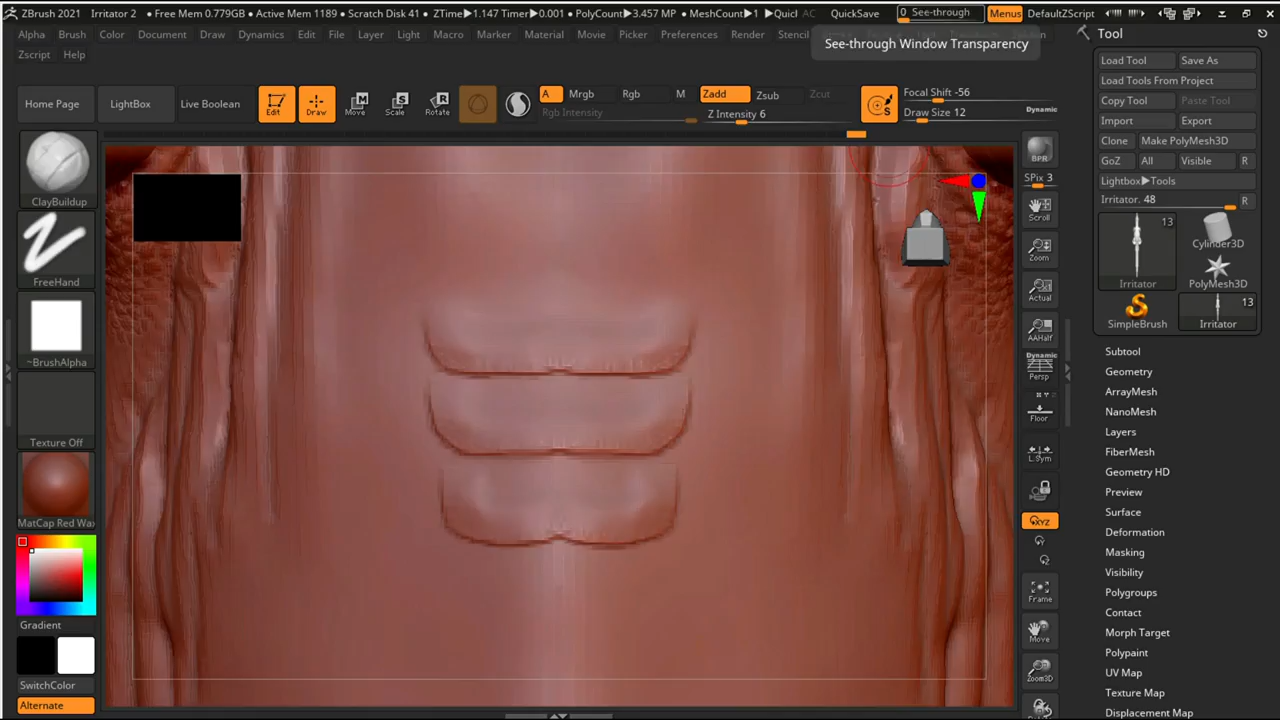 ZBrush 2021 Irritator 2 • Free Mem 0.779GB • Active Mem 1189 • Scratch Disk 41 • ZTime▶1.147 Timer▶0.001 • PolyCount▶3.457 MP • MeshCount▶1 ▶Quicl AC QuickSave 0 See-through Menus DefaultZScript
Alpha Brush Color Document Draw Dynamics Edit File Layer Light Macro Marker Material Movie Picker Preferences Render Stencil
See-through Window Transparency
Zscript Help
Home Page LightBox Live Boolean Edit Draw Move Scale Rotate
A Mrgb Rgb M Zadd Zsub Zcut
Rgb Intensity Z Intensity 6
S Focal Shift -56
Draw Size 12 Dynamic
ClayBuildup
FreeHand
~BrushAlpha
Texture Off
MatCap Red Wa
Gradient
SwitchColor
Alternate
BPR
SPix 3
Scroll
Zoom
Actual
AAHalf
Dynamic
Persp
Floor
L.Sym
XYZ
Frame
Move
Zoom3D
Tool
Load Tool Save As
Load Tools From Project
Copy Tool Paste Tool
Import Export
Clone Make PolyMesh3D
GoZ All Visible R
Lightbox▶Tools
Irritator. 48 R
13
Irritator Cylinder3D
PolyMesh3D
SimpleBrush 13 Irritator
Subtool
Geometry
ArrayMesh
NanoMesh
Layers
FiberMesh
Geometry HD
Preview
Surface
Deformation
Masking
Visibility
Polygroups
Contact
Morph Target
Polypaint
UV Map
Texture Map
Displacement Map